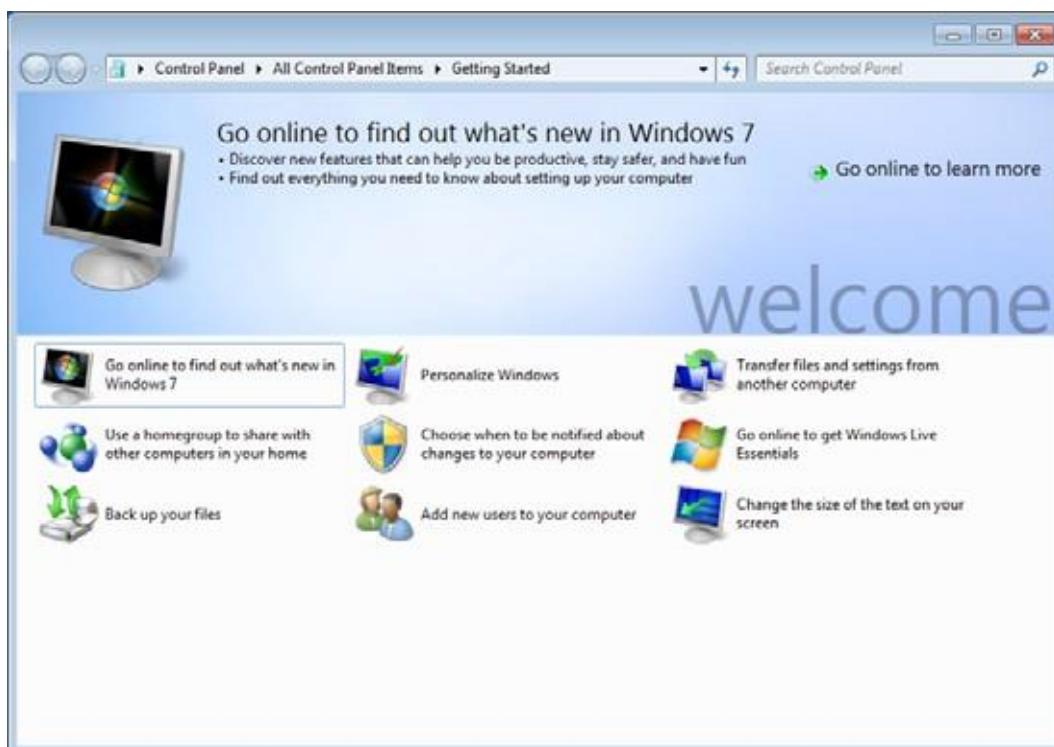 Control Panel ▸ All Control Panel Items ▸ Getting Started
Search Control Panel
Go online to find out what's new in Windows 7
• Discover new features that can help you be productive, stay safer, and have fun
• Find out everything you need to know about setting up your computer
Go online to learn more
welcome
Go online to find out what's new in
Windows 7
Personalize Windows
Transfer files and settings from
another computer
Use a homegroup to share with
other computers in your home
Choose when to be notified about
changes to your computer
Go online to get Windows Live
Essentials
Back up your files
Add new users to your computer
Change the size of the text on your
screen